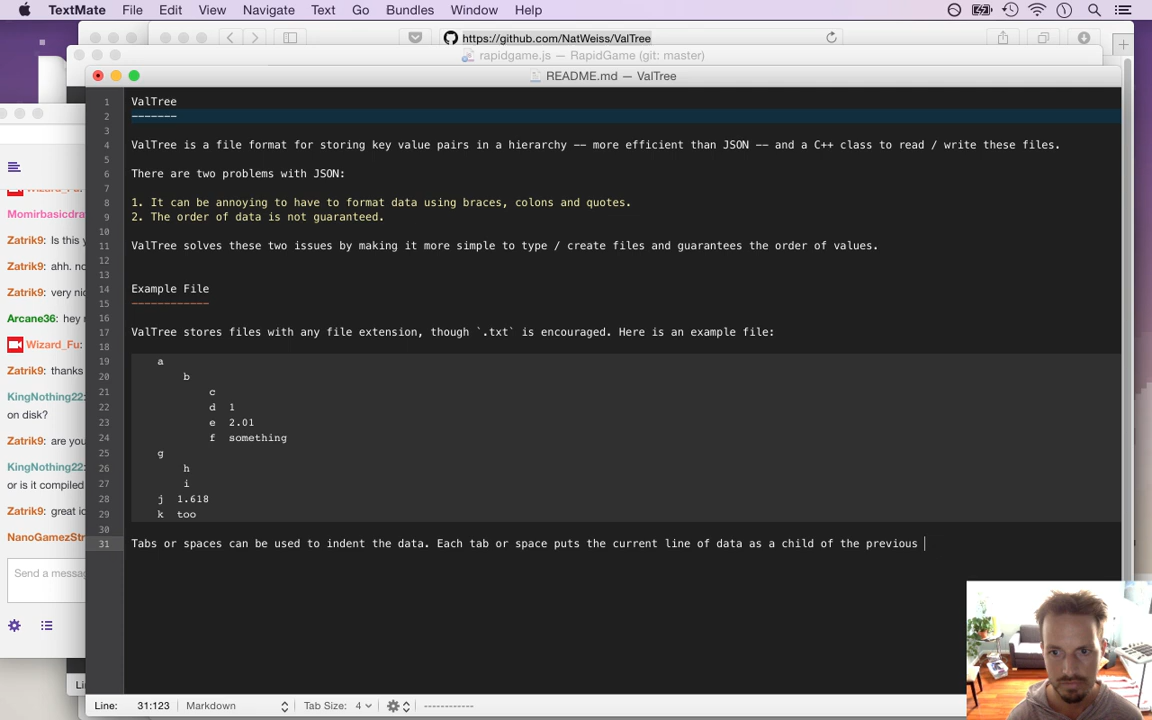 TextMate File Edit View Navigate Text Go Bundles Window Help
https://github.com/NatWeiss/ValTree
rapidgame.js — RapidGame (git: master)
README.md — ValTree
1 ValTree
2 -------
3
4 ValTree is a file format for storing key value pairs in a hierarchy -- more efficient than JSON -- and a C++ class to read / write these files.
5
6 There are two problems with JSON:
7
8 1. It can be annoying to have to format data using braces, colons and quotes.
9 2. The order of data is not guaranteed.
10
11 ValTree solves these two issues by making it more simple to type / create files and guarantees the order of values.
12
13
14 Example File
15 ------------
16
17 ValTree stores files with any file extension, though `.txt` is encouraged. Here is an example file:
18
19 a
20 b
21 c
22 d 1
23 e 2.01
24 f something
25 g
26 h
27 i
28 j 1.618
29 k too
30
31 Tabs or spaces can be used to indent the data. Each tab or space puts the current line of data as a child of the previous
Momirbasicdra
Zatrik9: Is this y
Zatrik9: ahh. no
Zatrik9: very nic
Arcane36: hey
Wizard_Fu:
Zatrik9: thanks
KingNothing22:
on disk?
Zatrik9: are you
KingNothing22:
or is it compiled
Zatrik9: great ic
NanoGamezStr
Send a messa
Line: 31:123 Markdown Tab Size: 4 ------------